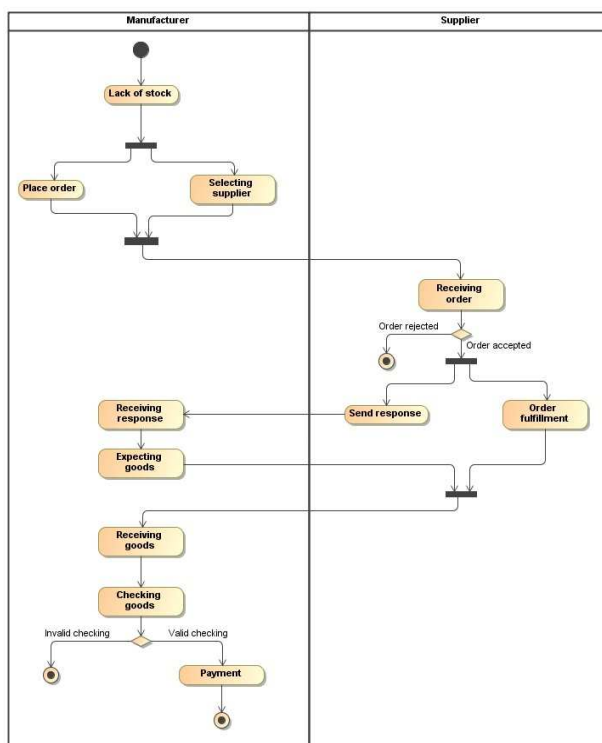 Manufacturer
Supplier
Lack of stock
Place order
Selecting
supplier
Receiving
order
Order rejected
Order accepted
Receiving
response
Send response
Order
fulfillment
Expecting
goods
Receiving
goods
Checking
goods
Invalid checking
Valid checking
Payment